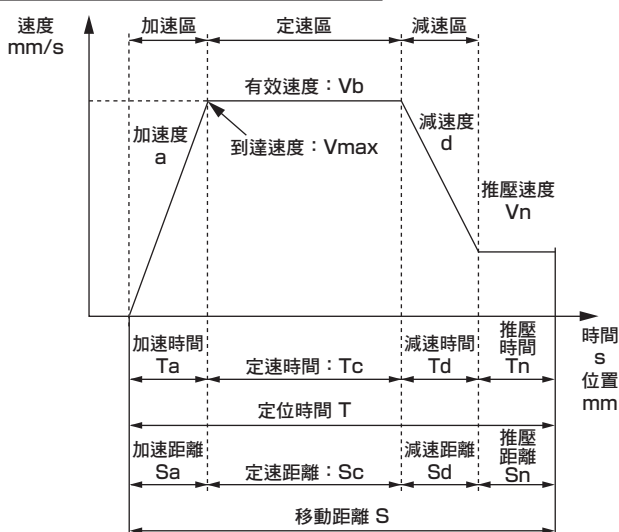 速度
mm/s
加速區
定速區
減速區
有效速度：Vb
到達速度：Vmax
加速度
a
減速度
d
推壓速度
Vn
加速時間
Ta
定速時間：Tc
減速時間
Td
推壓
時間
Tn
時間
s
位置
mm
定位時間 T
加速距離
Sa
定速距離：Sc
減速距離
Sd
推壓
距離
Sn
移動距離 S